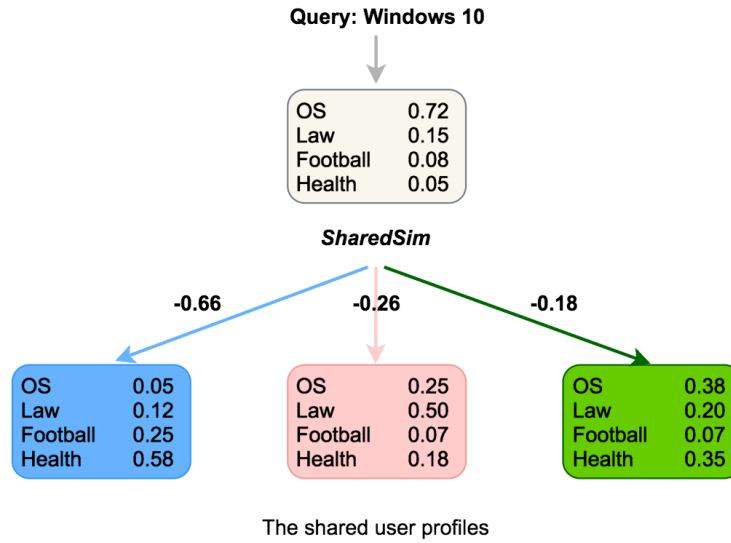 Query: Windows 10
OS 0.72
Law 0.15
Football 0.08
Health 0.05
SharedSim
-0.66 -0.26 -0.18
OS 0.05
Law 0.12
Football 0.25
Health 0.58
OS 0.25
Law 0.50
Football 0.07
Health 0.18
OS 0.38
Law 0.20
Football 0.07
Health 0.35
The shared user profiles